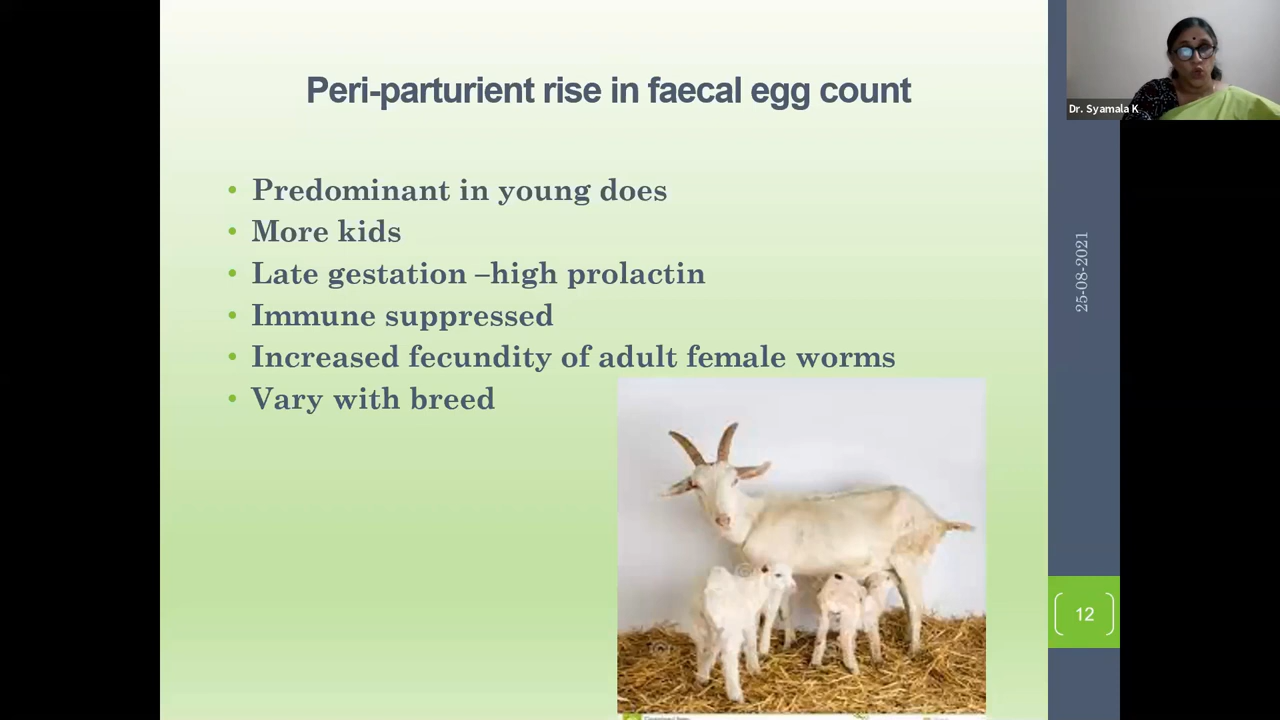 Peri-parturient rise in faecal egg count
• Predominant in young does
• More kids
• Late gestation –high prolactin
• Immune suppressed
• Increased fecundity of adult female worms
• Vary with breed
Dr. Syamala K
25-08-2021
12